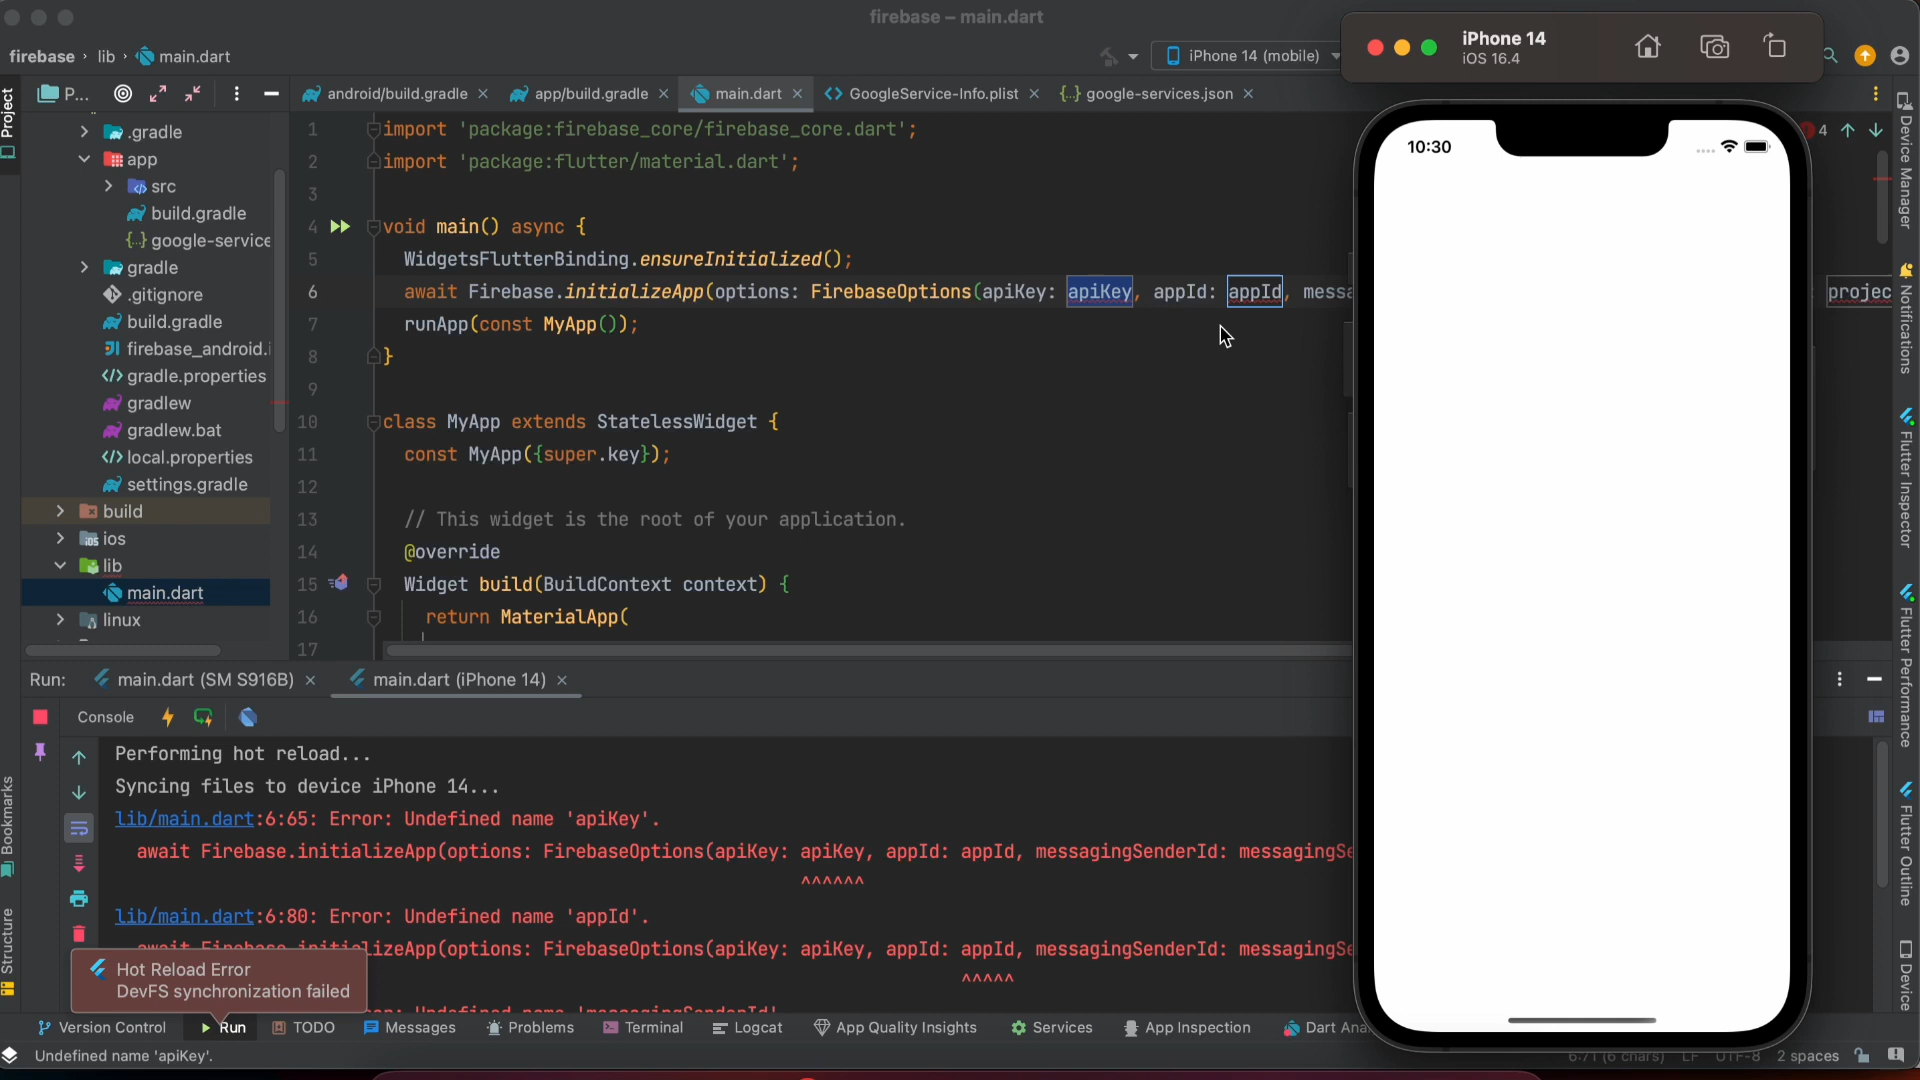 firebase – main.dart
firebase › lib › main.dart
iPhone 14 (mobile)
iPhone 14
iOS 16.4
Project
P...
android/build.gradle
app/build.gradle
main.dart
GoogleService-Info.plist
google-services.json
.gradle
app
src
build.gradle
google-service
gradle
.gitignore
build.gradle
firebase_android.i
gradle.properties
gradlew
gradlew.bat
local.properties
settings.gradle
build
ios
lib
main.dart
linux
1 import 'package:firebase_core/firebase_core.dart';
2 import 'package:flutter/material.dart';
3
4 void main() async {
5 WidgetsFlutterBinding.ensureInitialized();
6 await Firebase.initializeApp(options: FirebaseOptions(apiKey: apiKey, appId: appId, messa
projec
7 runApp(const MyApp());
8 }
9
10 class MyApp extends StatelessWidget {
11 const MyApp({super.key});
12
13 // This widget is the root of your application.
14 @override
15 Widget build(BuildContext context) {
16 return MaterialApp(
17
4
10:30
Device Manager
Notifications
Flutter Inspector
Flutter Performance
Flutter Outline
Device
Run:
main.dart (SM S916B)
main.dart (iPhone 14)
Console
Performing hot reload...
Syncing files to device iPhone 14...
lib/main.dart:6:65: Error: Undefined name 'apiKey'.
await Firebase.initializeApp(options: FirebaseOptions(apiKey: apiKey, appId: appId, messagingSenderId: messagingSe
^^^^^^
lib/main.dart:6:80: Error: Undefined name 'appId'.
await Firebase.initializeApp(options: FirebaseOptions(apiKey: apiKey, appId: appId, messagingSenderId: messagingSe
^^^^^
Undefined name 'messagingSenderId'
Hot Reload Error
DevFS synchronization failed
Bookmarks
Structure
Version Control
Run
TODO
Messages
Problems
Terminal
Logcat
App Quality Insights
Services
App Inspection
Dart Ana
Undefined name 'apiKey'.
6:71 (6 chars)
LF
UTF-8
2 spaces